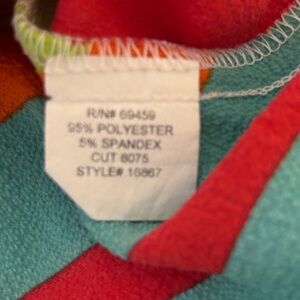 R/N# 69459
95% POLYESTER
5% SPANDEX
CUT 8075
STYLE# 16867